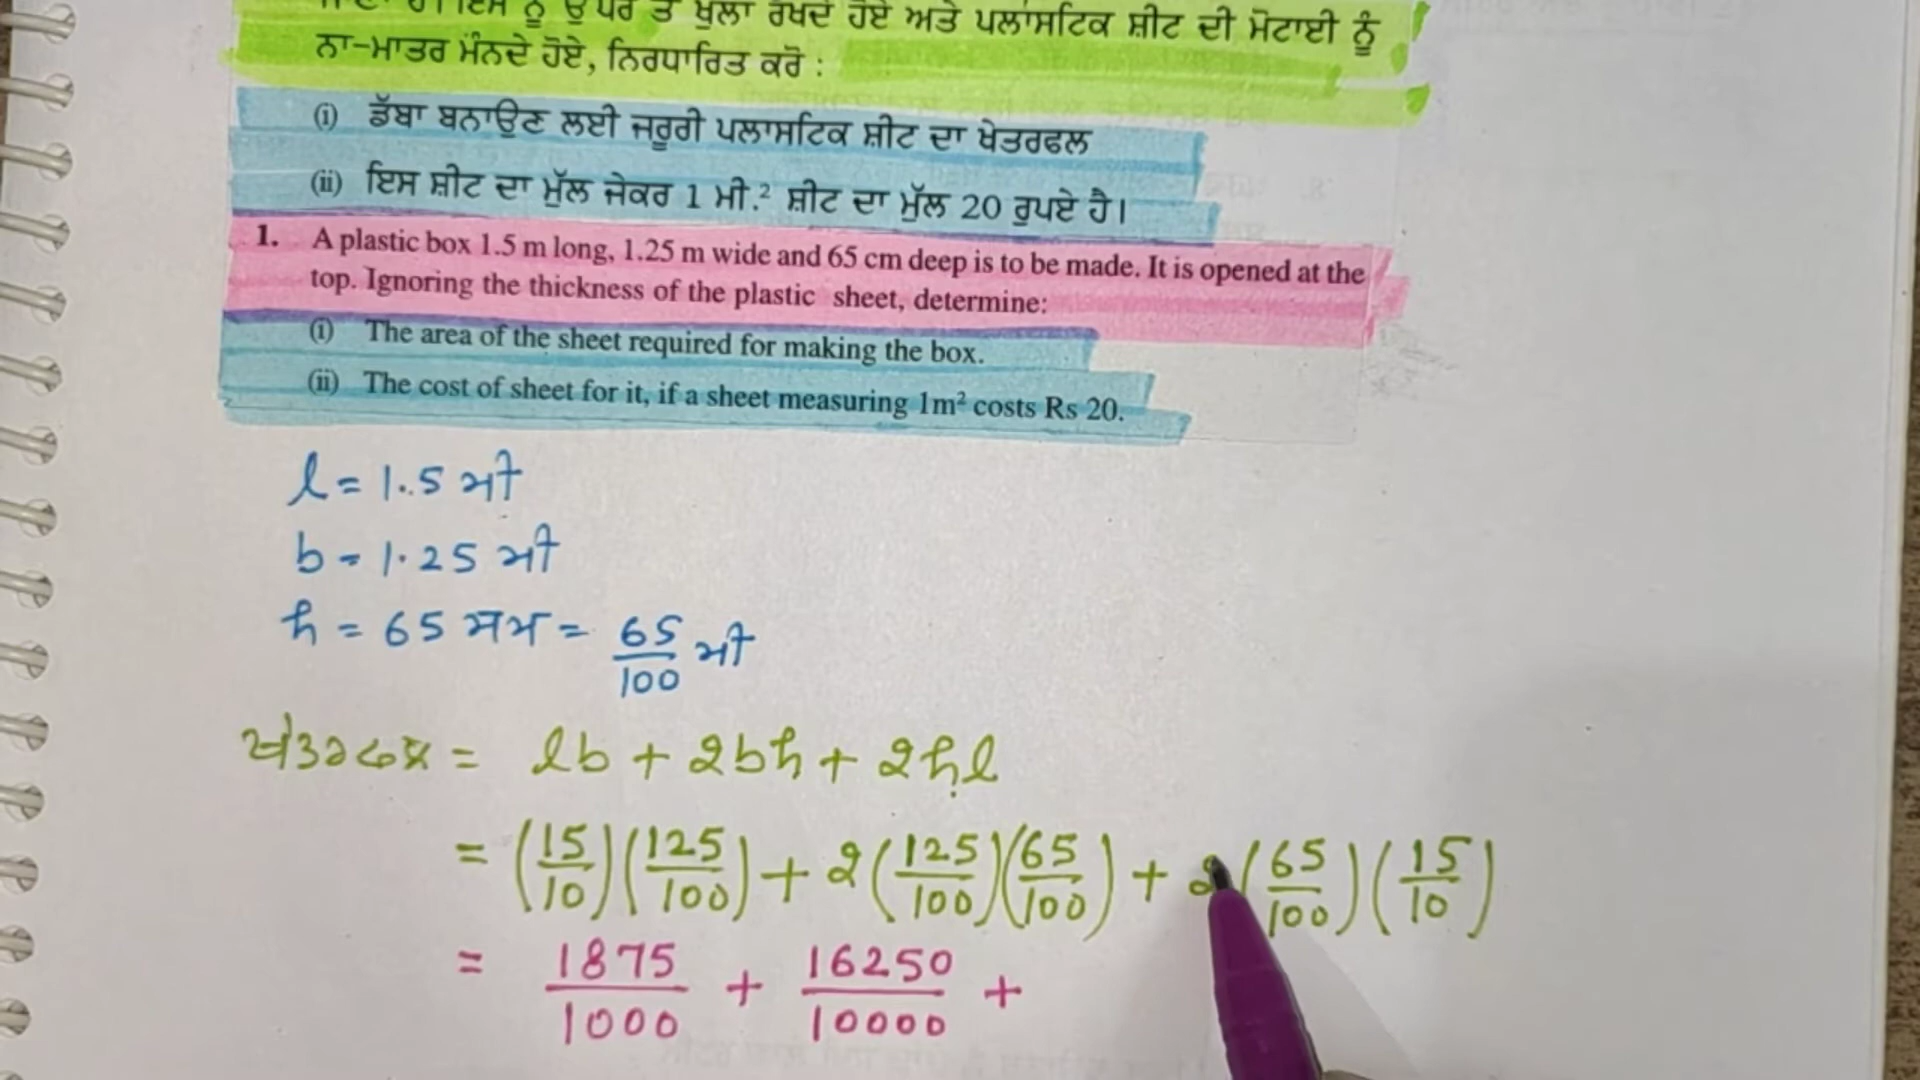 ਨੂੰ ਉੱਪਰ ਤੋਂ ਖੁੱਲਾ ਰੱਖਦੇ ਹੋਏ ਅਤੇ ਪਲਾਸਟਿਕ ਸ਼ੀਟ ਦੀ ਮੋਟਾਈ ਨੂੰ
ਨਾ-ਮਾਤਰ ਮੰਨਦੇ ਹੋਏ, ਨਿਰਧਾਰਿਤ ਕਰੋ :
(i) ਡੱਬਾ ਬਨਾਉਣ ਲਈ ਜਰੂਰੀ ਪਲਾਸਟਿਕ ਸ਼ੀਟ ਦਾ ਖੇਤਰਫਲ
(ii) ਇਸ ਸ਼ੀਟ ਦਾ ਮੁੱਲ ਜੇਕਰ 1 ਮੀ.² ਸ਼ੀਟ ਦਾ ਮੁੱਲ 20 ਰੁਪਏ ਹੈ।
1. A plastic box 1.5 m long, 1.25 m wide and 65 cm deep is to be made. It is opened at the
top. Ignoring the thickness of the plastic sheet, determine:
(i) The area of the sheet required for making the box.
(ii) The cost of sheet for it, if a sheet measuring 1m² costs Rs 20.
l = 1.5 ਮੀ
b = 1.25 ਮੀ
h = 65 ਸਮ = 65/100 ਮੀ
ਖੇਤਰਫਲ = lb + 2bh + 2hl
= (15/10)(125/100) + 2(125/100)(65/100) + 2(65/100)(15/10)
= 1875/1000 + 16250/10000 +